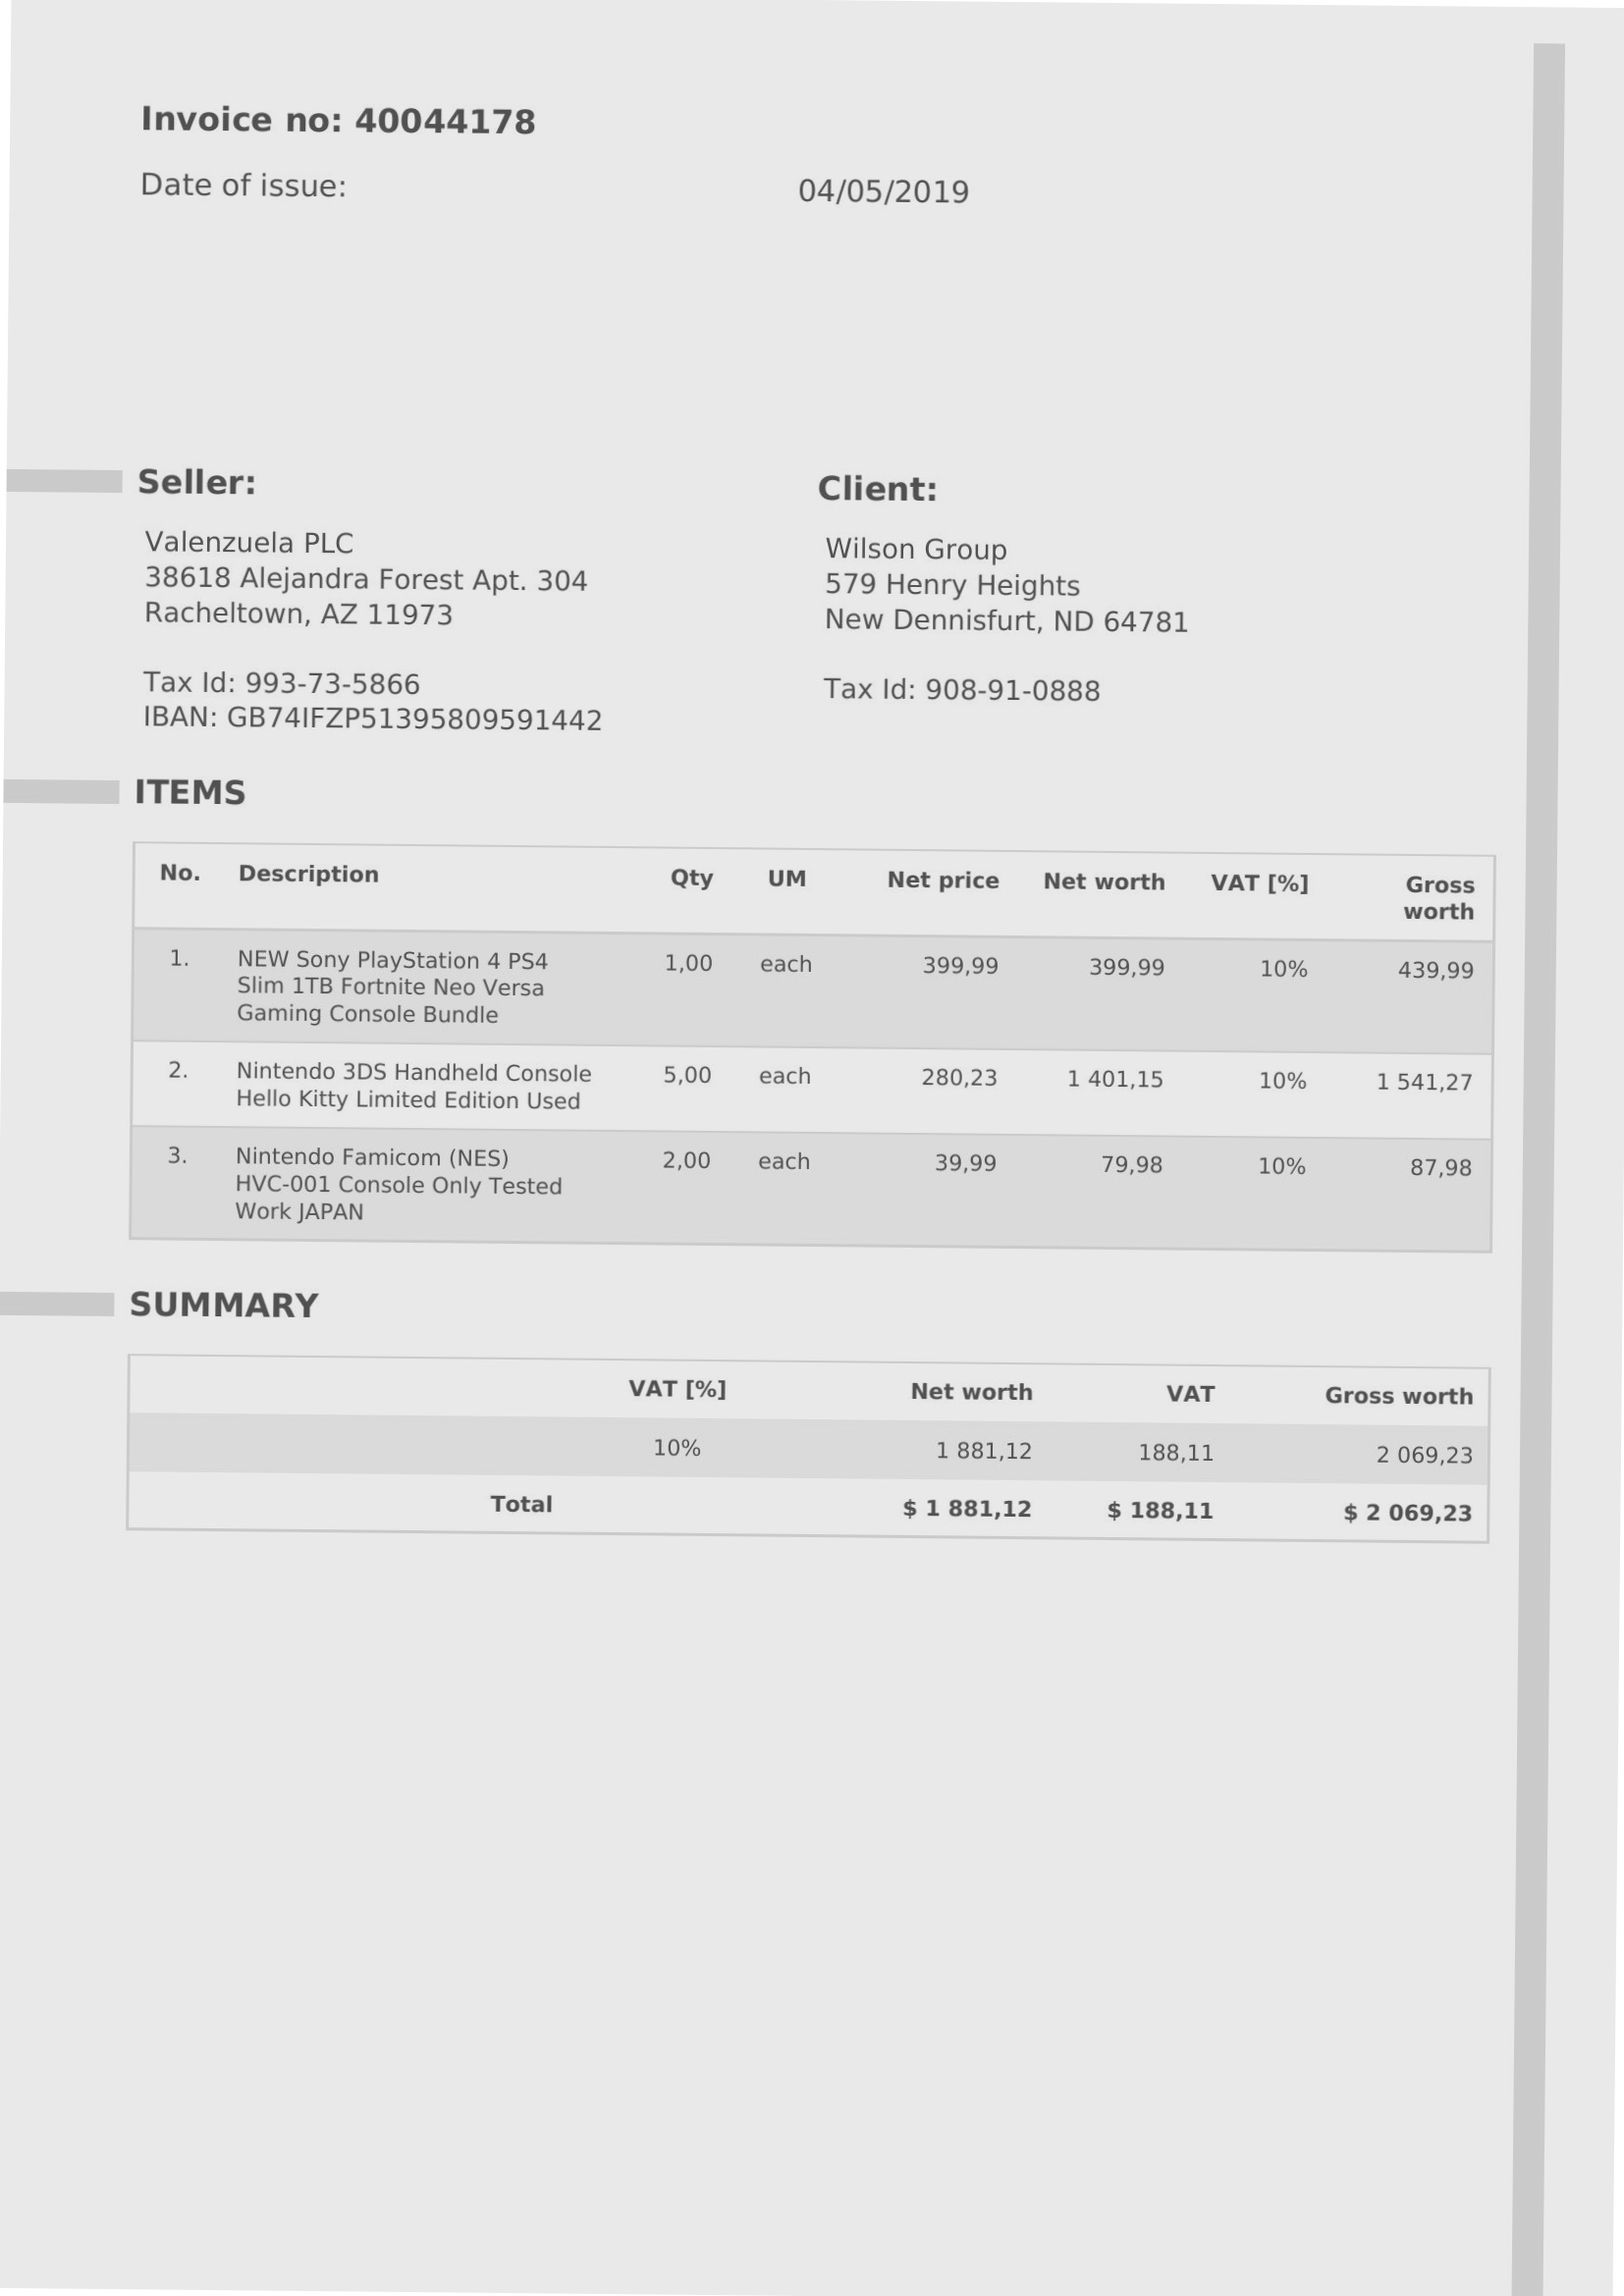 Invoice no: 40044178
Date of issue: 04/05/2019
Seller:
Valenzuela PLC
38618 Alejandra Forest Apt. 304
Racheltown, AZ 11973
Tax Id: 993-73-5866
IBAN: GB74IFZP51395809591442
Client:
Wilson Group
579 Henry Heights
New Dennisfurt, ND 64781
Tax Id: 908-91-0888
ITEMS
No. Description Qty UM Net price Net worth VAT [%] Gross
worth
1. NEW Sony PlayStation 4 PS4 1,00 each 399,99 399,99 10% 439,99
Slim 1TB Fortnite Neo Versa
Gaming Console Bundle
2. Nintendo 3DS Handheld Console 5,00 each 280,23 1 401,15 10% 1 541,27
Hello Kitty Limited Edition Used
3. Nintendo Famicom (NES) 2,00 each 39,99 79,98 10% 87,98
HVC-001 Console Only Tested
Work JAPAN
SUMMARY
VAT [%] Net worth VAT Gross worth
10% 1 881,12 188,11 2 069,23
Total $ 1 881,12 $ 188,11 $ 2 069,23